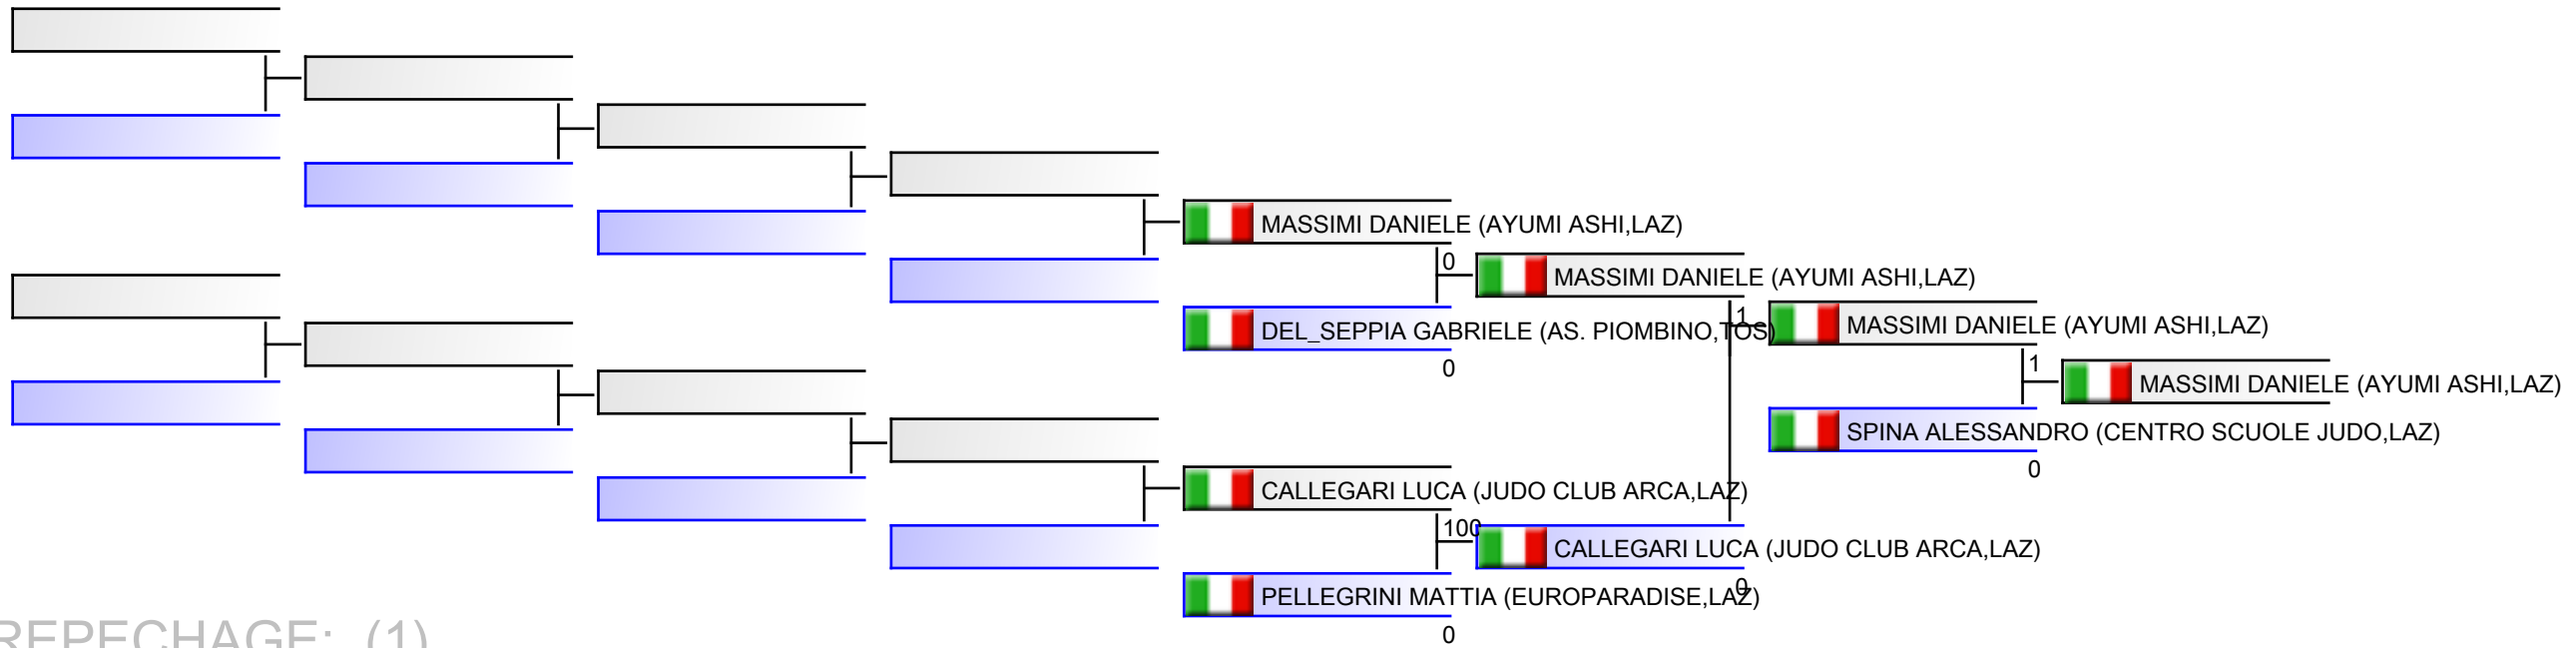 MASSIMI DANIELE (AYUMI ASHI,LAZ)
0
MASSIMI DANIELE (AYUMI ASHI,LAZ)
DEL_SEPPIA GABRIELE (AS. PIOMBINO,TOS)
0
1
MASSIMI DANIELE (AYUMI ASHI,LAZ)
1
MASSIMI DANIELE (AYUMI ASHI,LAZ)
SPINA ALESSANDRO (CENTRO SCUOLE JUDO,LAZ)
0
CALLEGARI LUCA (JUDO CLUB ARCA,LAZ)
100
CALLEGARI LUCA (JUDO CLUB ARCA,LAZ)
0
PELLEGRINI MATTIA (EUROPARADISE,LAZ)
0
REPECHAGE: (1)